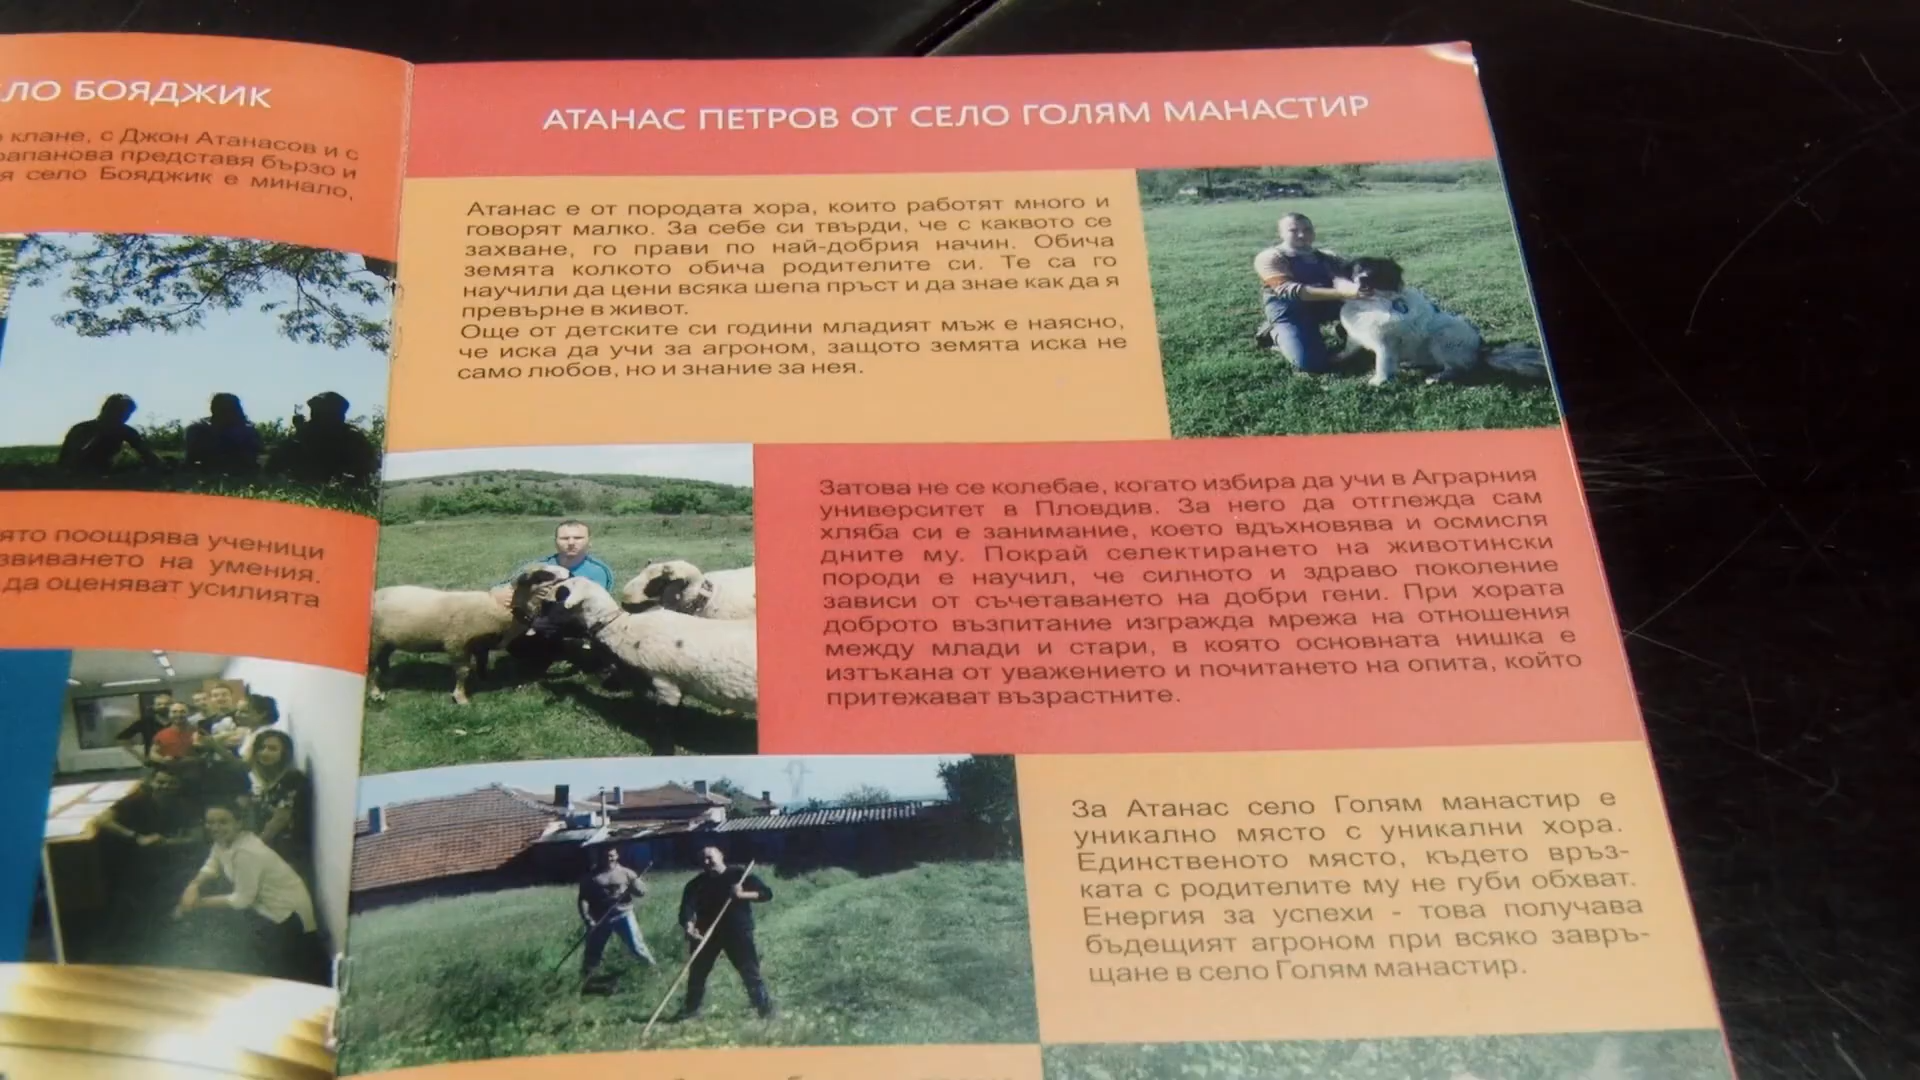 ЛО БОЯДЖИК
клане, с Джон Атанасов и с
представя бързо и
я село Бояджик е минало,
ято поощрява ученици
звиването на умения.
да оценяват усилията
АТАНАС ПЕТРОВ ОТ СЕЛО ГОЛЯМ МАНАСТИР
Атанас е от породата хора, които работят много и
говорят малко. За себе си твърди, че с каквото се
захване, го прави по най-добрия начин. Обича
земята колкото обича родителите си. Те са го
научили да цени всяка шепа пръст и да знае как да я
превърне в живот.
Още от детските си години младият мъж е наясно,
че иска да учи за агроном, защото земята иска не
само любов, но и знание за нея.
Затова не се колебае, когато избира да учи в Аграрния
университет в Пловдив. За него да отглежда сам
хляба си е занимание, което вдъхновява и осмисля
дните му. Покрай селектирането на животински
породи е научил, че силното и здраво поколение
зависи от съчетаването на добри гени. При хората
доброто възпитание изгражда мрежа на отношения
между млади и стари, в която основната нишка е
изтъкана от уважението и почитането на опита, който
притежават възрастните.
За Атанас село Голям манастир е
уникално място с уникални хора.
Единственото място, където връз-
ката с родителите му не губи обхват.
Енергия за успехи - това получава
бъдещият агроном при всяко завръ-
щане в село Голям манастир.